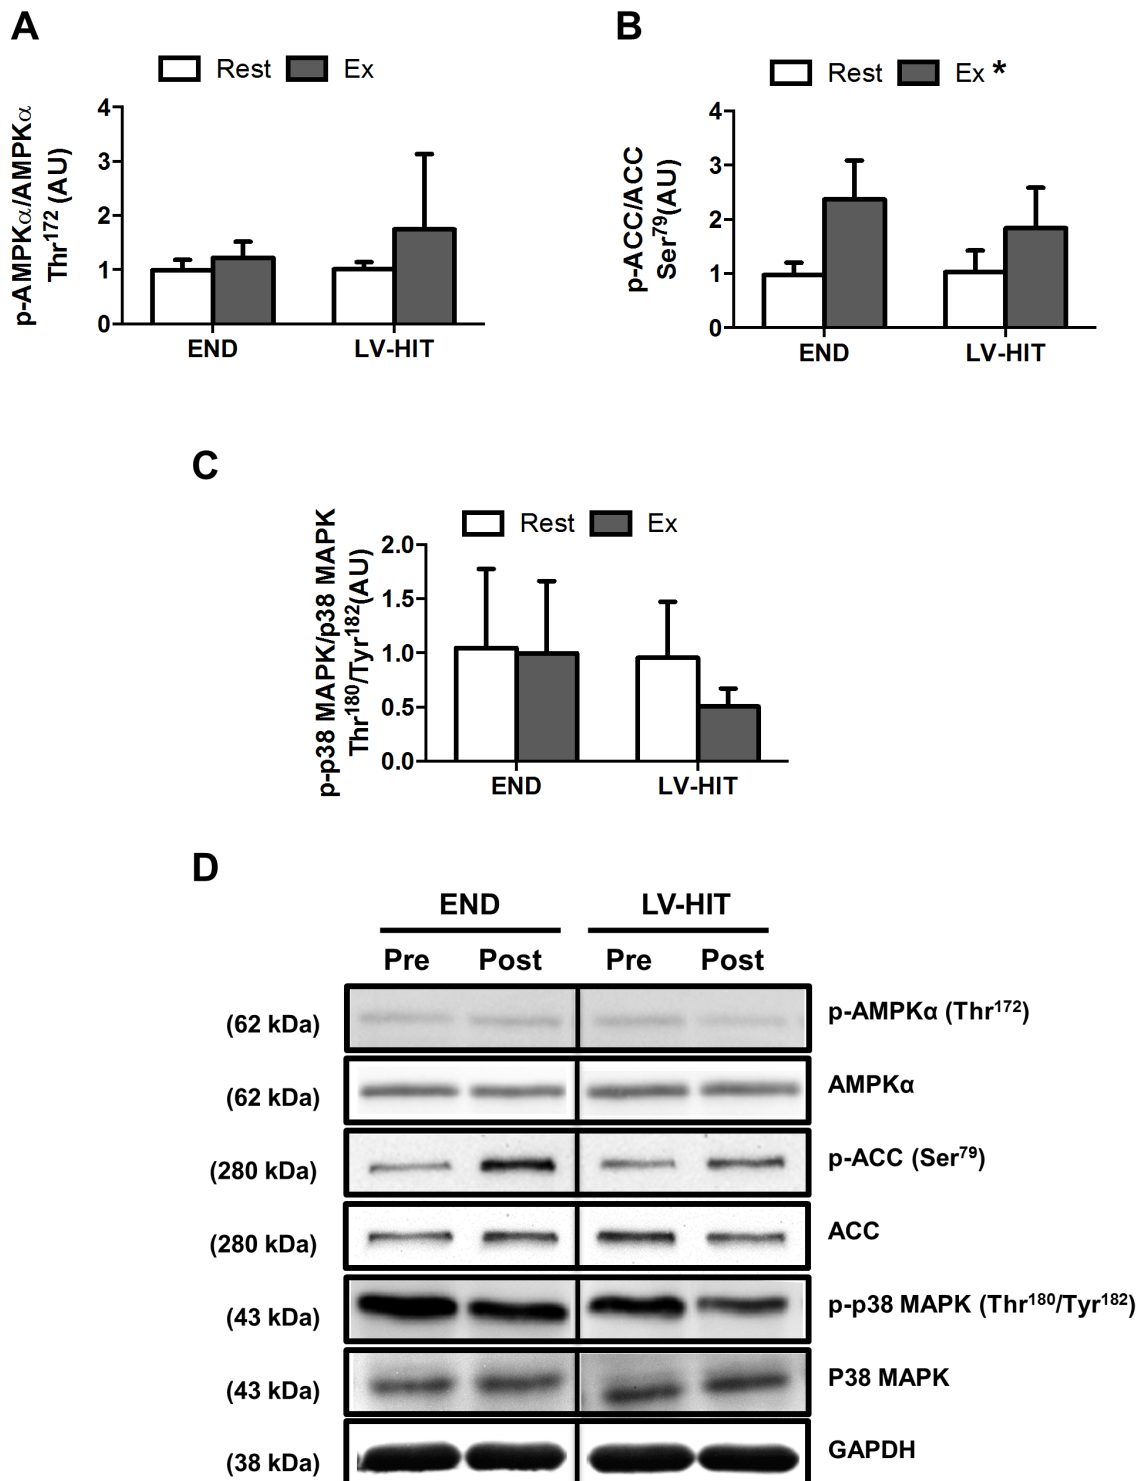 A
Rest Ex
p-AMPKα/AMPKα
Thr172 (AU)
4
3
2
1
0
END LV-HIT
B
Rest Ex *
p-ACC/ACC
Ser79(AU)
4
3
2
1
0
END LV-HIT
C
Rest Ex
p-p38 MAPK/p38 MAPK
Thr180/Tyr182(AU)
2.0
1.5
1.0
0.5
0.0
END LV-HIT
D
END LV-HIT
Pre Post Pre Post
(62 kDa) p-AMPKα (Thr172)
(62 kDa) AMPKα
(280 kDa) p-ACC (Ser79)
(280 kDa) ACC
(43 kDa) p-p38 MAPK (Thr180/Tyr182)
(43 kDa) P38 MAPK
(38 kDa) GAPDH